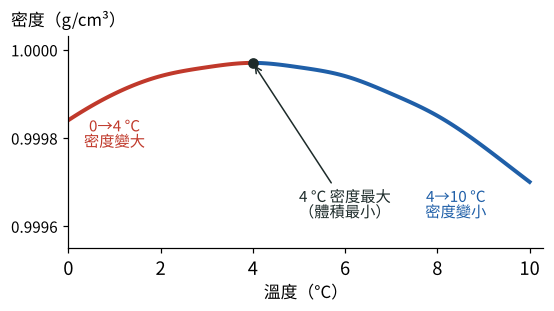 密度（g/cm³）
1.0000
0.9998
0.9996
0→4 °C
密度變大
4 °C 密度最大
（體積最小）
4→10 °C
密度變小
0 2 4 6 8 10
溫度（°C）